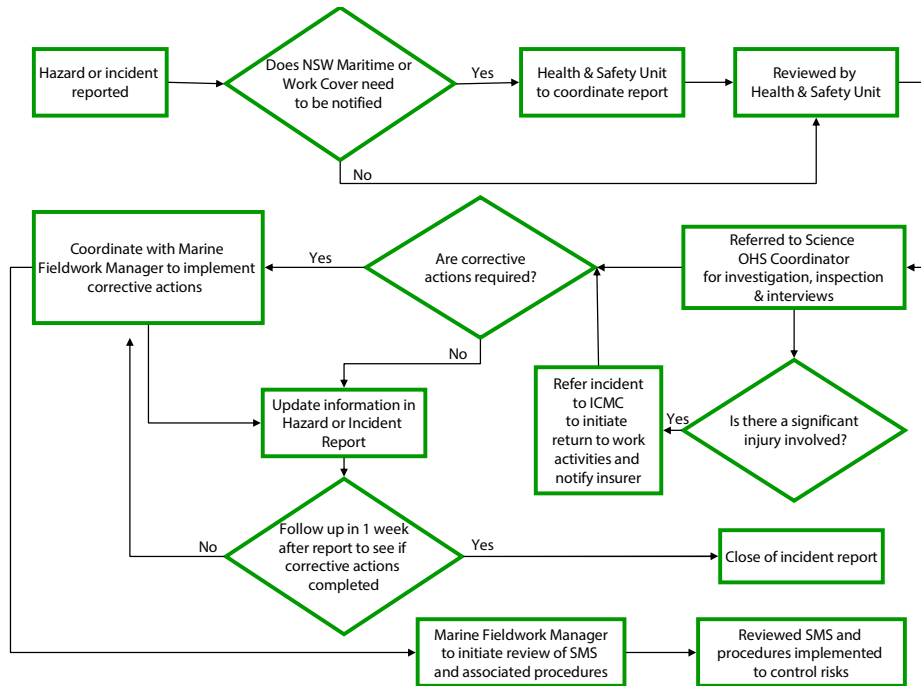 Hazard or incident
reported
Does NSW Maritime or
Work Cover need
to be notified
Yes
Health & Safety Unit
to coordinate report
Reviewed by
Health & Safety Unit
No
Coordinate with Marine
Fieldwork Manager to implement
corrective actions
Yes
Are corrective
actions required?
Referred to Science
OHS Coordinator
for investigation, inspection
& interviews
No
Update information in
Hazard or Incident
Report
Refer incident
to ICMC
to initiate
return to work
activities and
notify insurer
Yes
Is there a significant
injury involved?
No
Follow up in 1 week
after report to see if
corrective actions
completed
Yes
Close of incident report
Marine Fieldwork Manager
to initiate review of SMS
and associated procedures
Reviewed SMS and
procedures implemented
to control risks